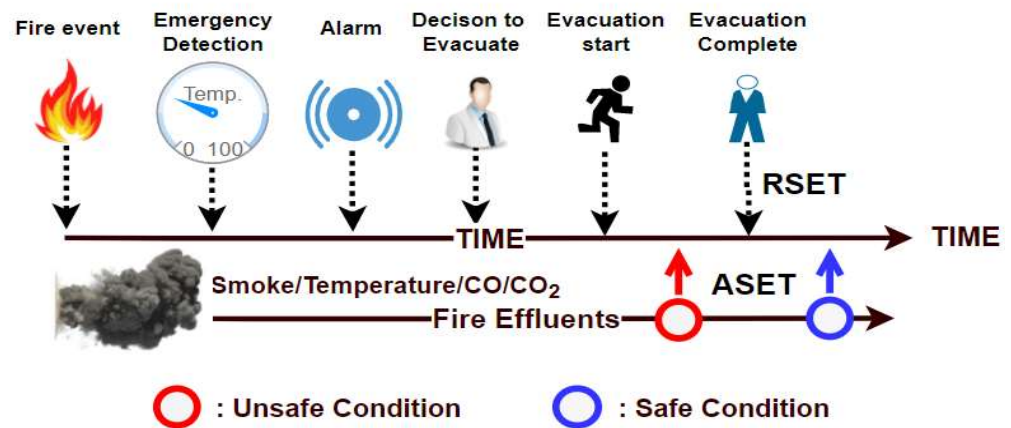 Fire event
Emergency
Detection
Alarm
Decison to
Evacuate
Evacuation
start
Evacuation
Complete
Temp.
0 100
RSET
TIME
TIME
Smoke/Temperature/CO/CO₂
ASET
Fire Effluents
: Unsafe Condition
: Safe Condition